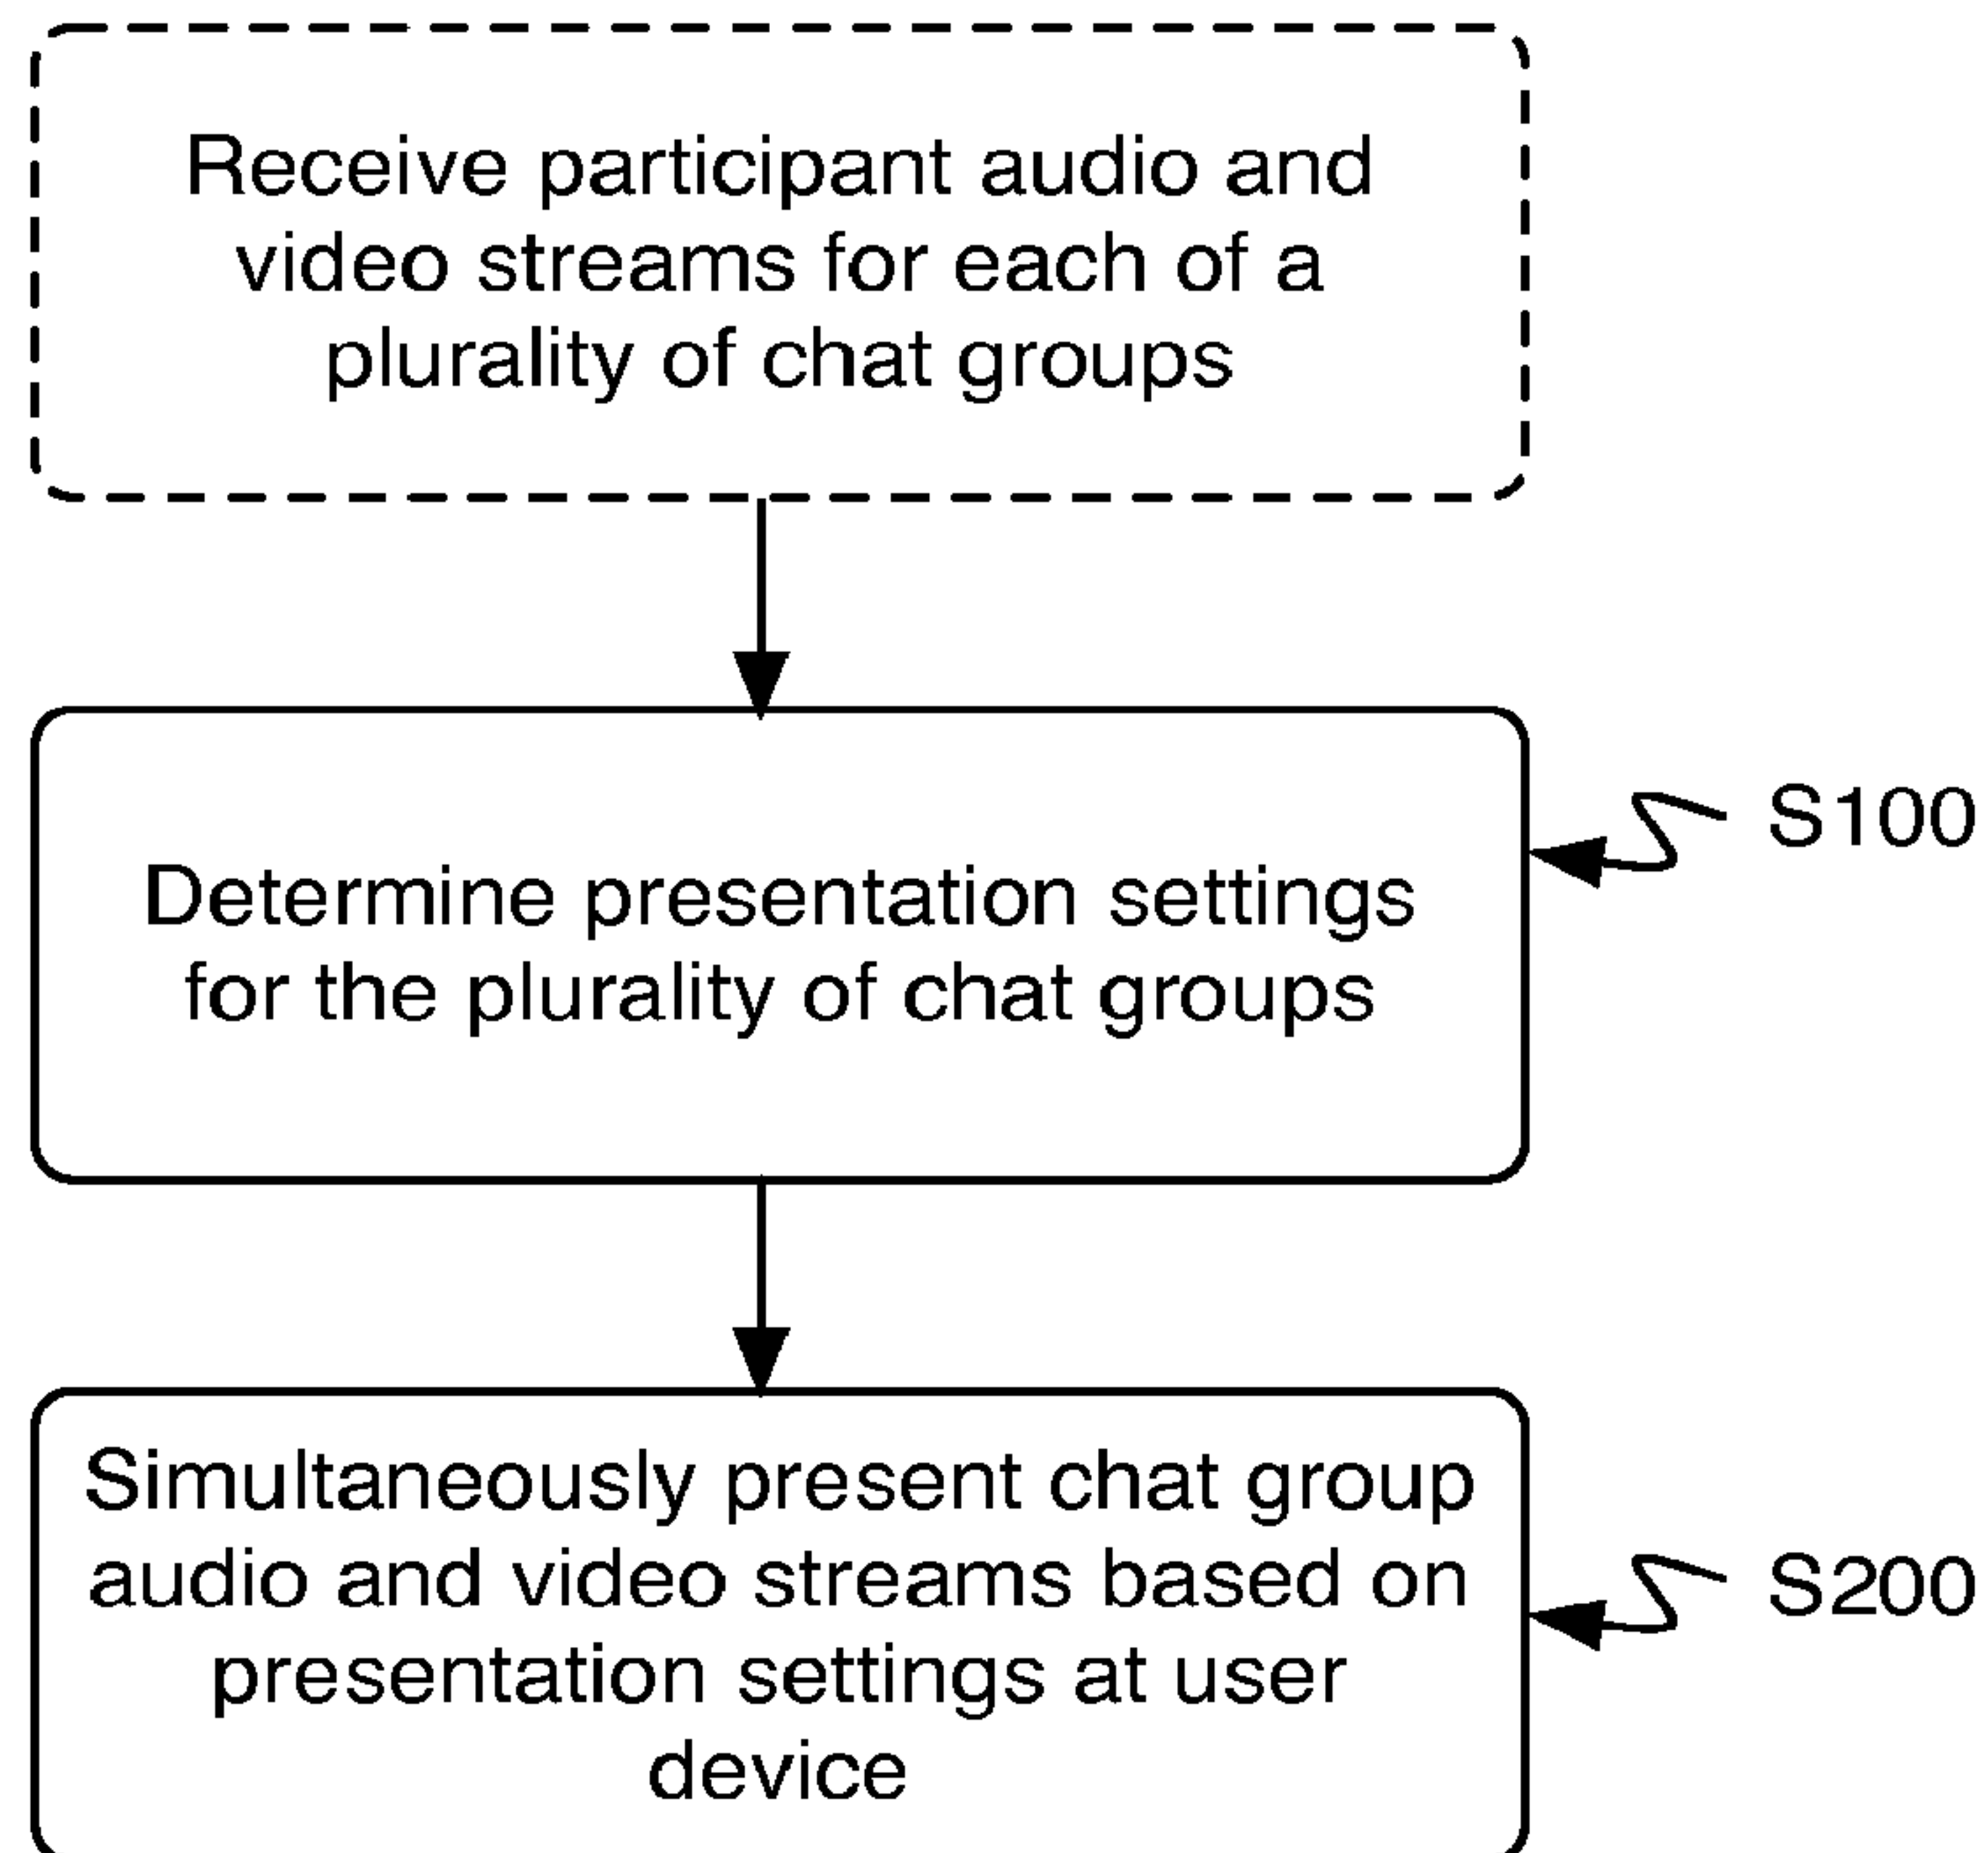 Receive participant audio and
video streams for each of a
plurality of chat groups
Determine presentation settings
for the plurality of chat groups
S100
Simultaneously present chat group
audio and video streams based on
presentation settings at user
device
S200